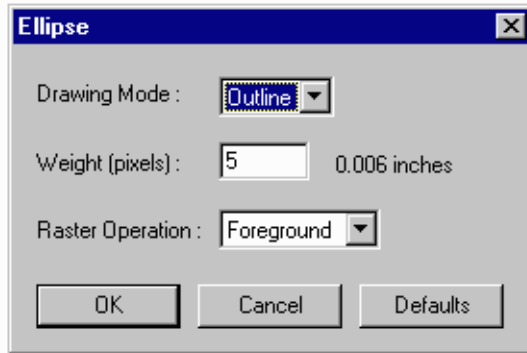 Ellipse
Drawing Mode : Outline
Weight (pixels) : 5 0.006 inches
Raster Operation : Foreground
OK Cancel Defaults